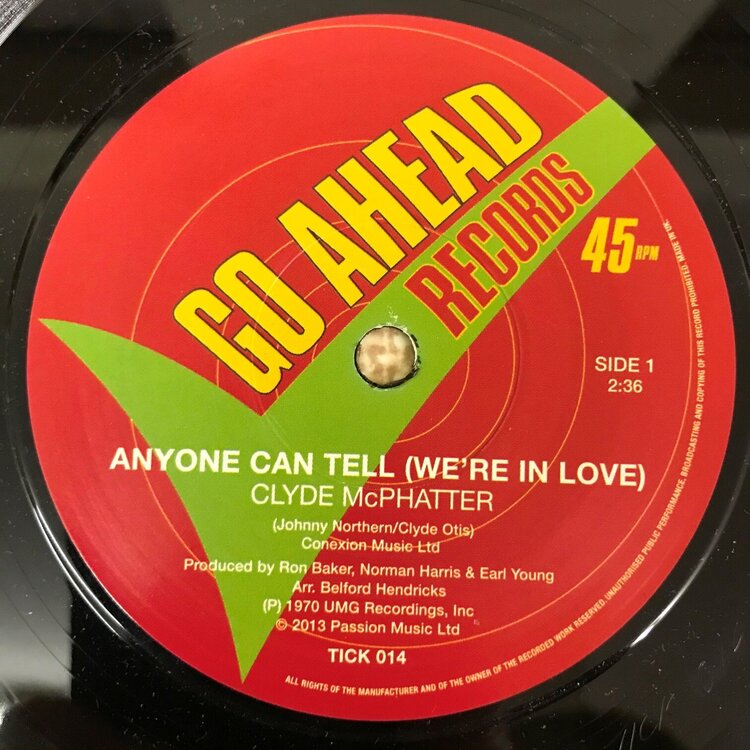 GO AHEAD
RECORDS
45 RPM
SIDE 1
2:36
ANYONE CAN TELL (WE'RE IN LOVE)
CLYDE McPHATTER
(Johnny Northern/Clyde Otis)
Conexion Music Ltd
Produced by Ron Baker, Norman Harris & Earl Young
Arr. Belford Hendricks
(P) 1970 UMG Recordings, Inc
© 2013 Passion Music Ltd
TICK 014
ALL RIGHTS OF THE MANUFACTURER AND OF THE OWNER OF THE RECORDED WORK RESERVED. UNAUTHORISED PUBLIC PERFORMANCE, BROADCASTING AND COPYING OF THIS RECORD PROHIBITED. MADE IN UK.